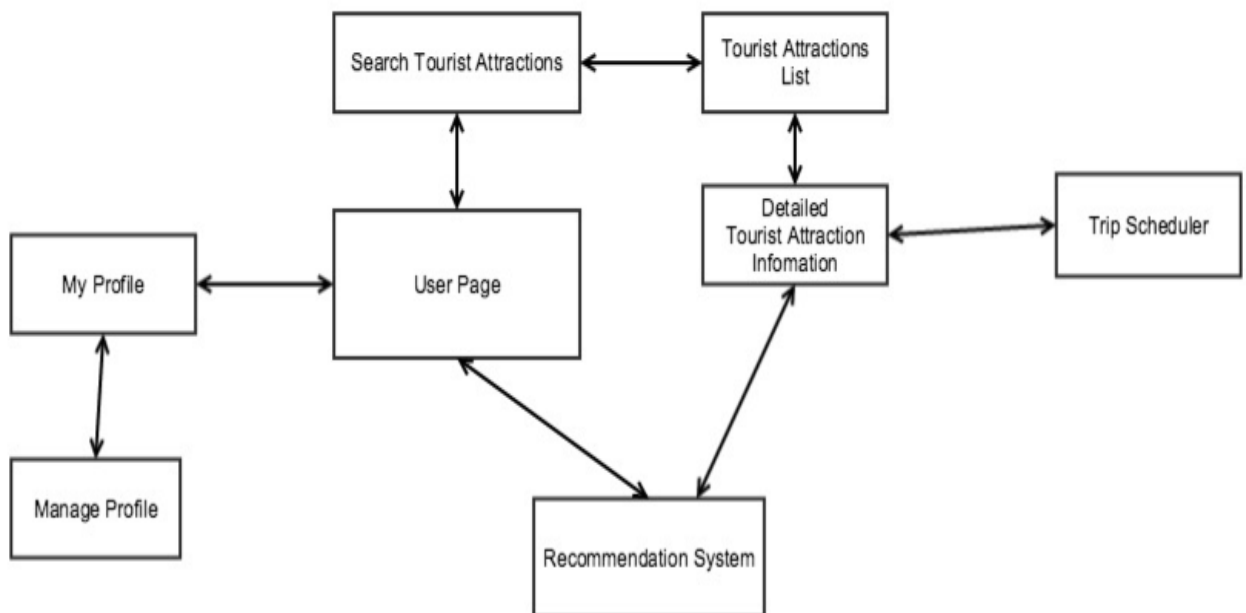 Search Tourist Attractions
Tourist Attractions
List
Detailed
Tourist Attraction
Infomation
Trip Scheduler
My Profile
User Page
Manage Profile
Recommendation System